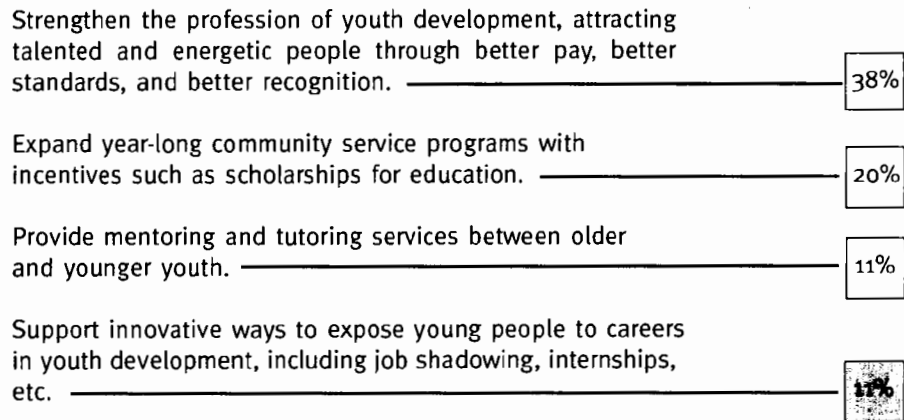 Strengthen the profession of youth development, attracting
talented and energetic people through better pay, better
standards, and better recognition. 38%
Expand year-long community service programs with
incentives such as scholarships for education. 20%
Provide mentoring and tutoring services between older
and younger youth. 11%
Support innovative ways to expose young people to careers
in youth development, including job shadowing, internships,
etc. 11%